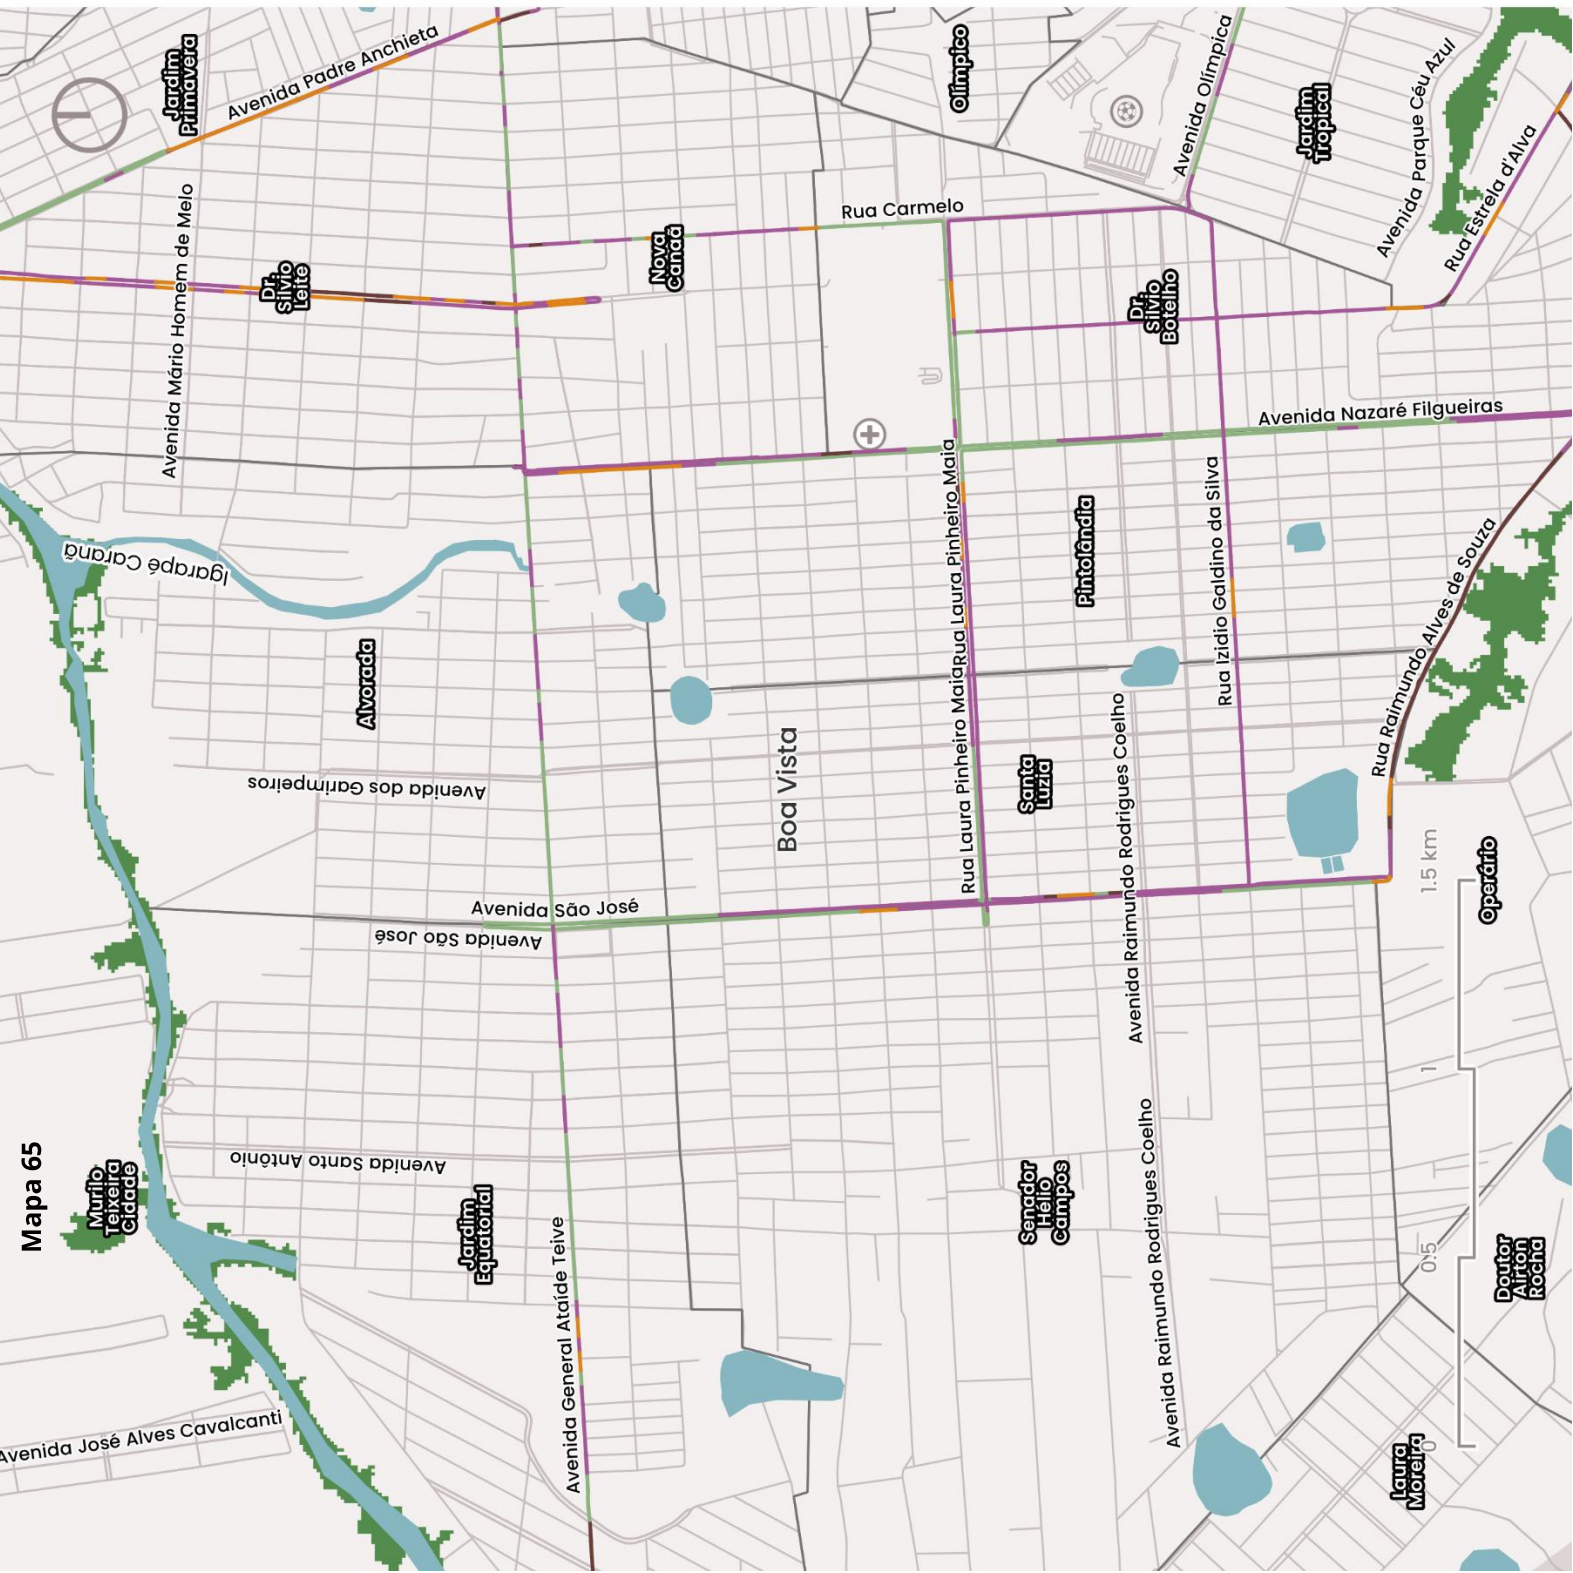 Jardim
Primavera
Avenida Padre Anchieta
Olímpico
Avenida Olímpica
Jardim
Tropical
Avenida Parque Céu Azul
Rua Estrela d'Alva
Avenida Mário Homem de Melo
Dr.
Silvio
Leite
Nova
Canaã
Rua Carmelo
Dr.
Silvio
Botelho
Avenida Nazaré Filgueiras
Igarapé Caranã
Rua Laura Pinheiro Maia
Rua Laura Pinheiro Maia
Rua Laura Pinheiro Maia
Pintolândia
Rua Izidio Galdino da Silva
Rua Raimundo Alves de Souza
Alvorada
Avenida dos Garimpeiros
Boa Vista
Santa
Luzia
Avenida Raimundo Rodrigues Coelho
Avenida São José
Avenida São José
Operário
1.5 km
1
0.5
0
Mapa 65
Murilo
Teixeira
Cidade
Avenida Santo Antônio
Jardim
Equatorial
Avenida General Ataíde Teive
Senador
Hélio
Campos
Avenida Raimundo Rodrigues Coelho
Doutor
Airton
Rocha
Avenida José Alves Cavalcanti
Laura
Moreira